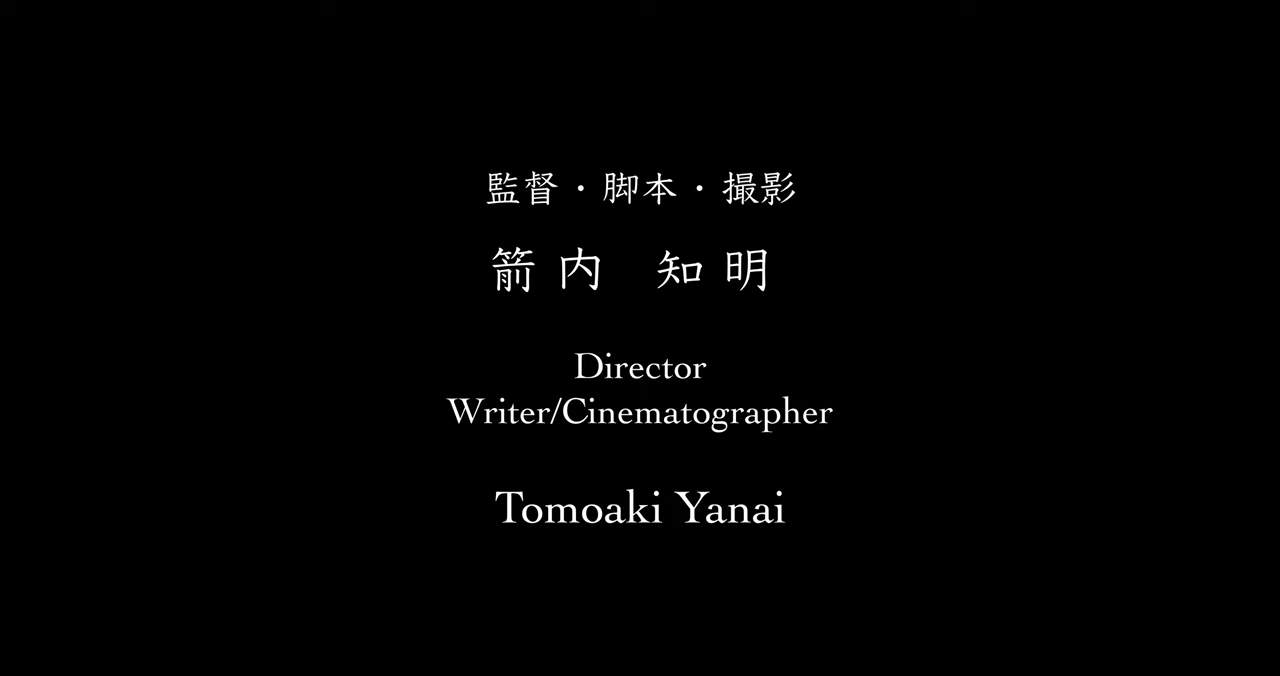 監督・脚本・撮影
箭内 知明
Director
Writer/Cinematographer
Tomoaki Yanai